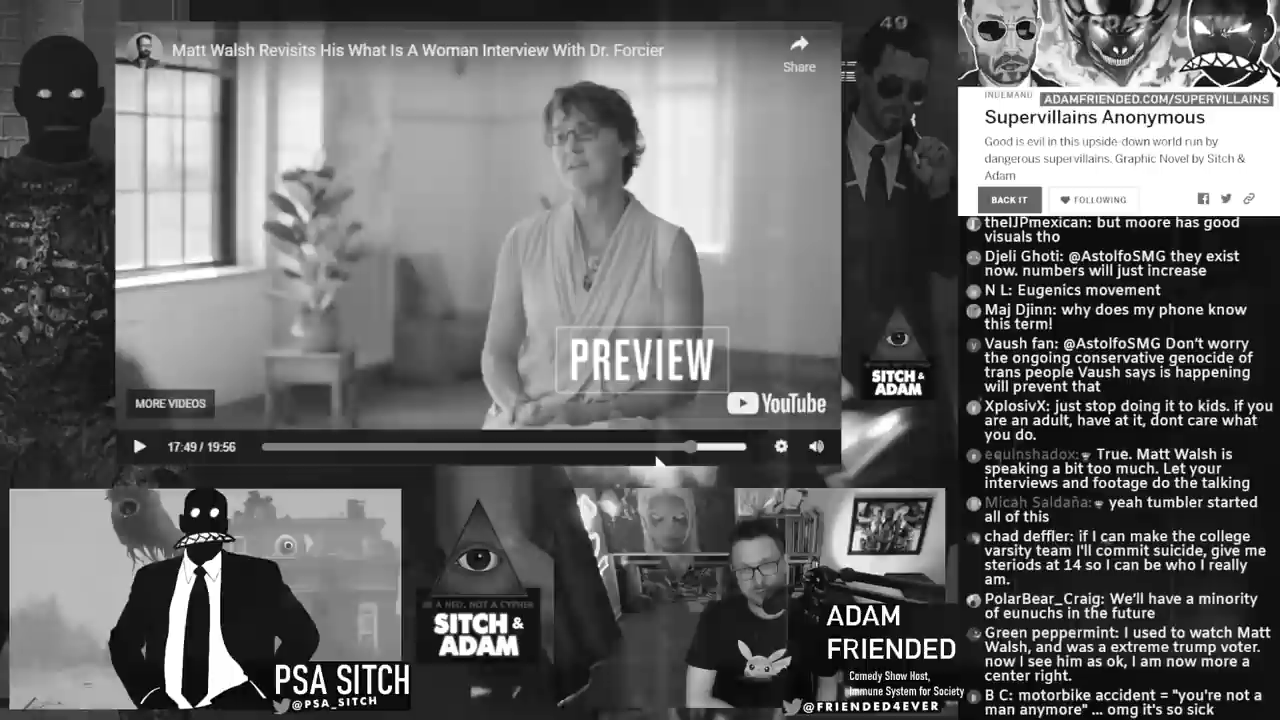 Matt Walsh Revisits His What Is A Woman Interview With Dr. Forcier
Share
49
PREVIEW
YouTube
MORE VIDEOS
17:49 / 19:56
SITCH &
ADAM
INDEMAND
ADAMFRIENDED.COM/SUPERVILLAINS
Supervillains Anonymous
Good is evil in this upside-down world run by
dangerous supervillains. Graphic Novel by Sitch &
Adam
BACK IT
FOLLOWING
theIJPmexican: but moore has good
visuals tho
Djeli Ghoti: @AstolfoSMG they exist
now. numbers will just increase
N L: Eugenics movement
Maj Djinn: why does my phone know
this term!
Vaush fan: @AstolfoSMG Don't worry
the ongoing conservative genocide of
trans people Vaush says is happening
will prevent that
XplosivX: just stop doing it to kids. if you
are an adult, have at it, dont care what
you do.
equinshadox: True. Matt Walsh is
speaking a bit too much. Let your
interviews and footage do the talking
Micah Saldaña: yeah tumbler started
all of this
chad deffler: if I can make the college
varsity team I'll commit suicide, give me
steriods at 14 so I can be who I really
am.
PolarBear_Craig: We'll have a minority
of eunuchs in the future
Green peppermint: I used to watch Matt
Walsh, and was a extreme trump voter.
now I see him as ok, I am now more a
center right.
B C: motorbike accident = "you're not a
man anymore" ... omg it's so sick
PSA SITCH
@PSA_SITCH
A NEO, NOT A CYPHER
SITCH &
ADAM
ADAM
FRIENDED
Comedy Show Host,
Immune System for Society
@FRIENDED4EVER